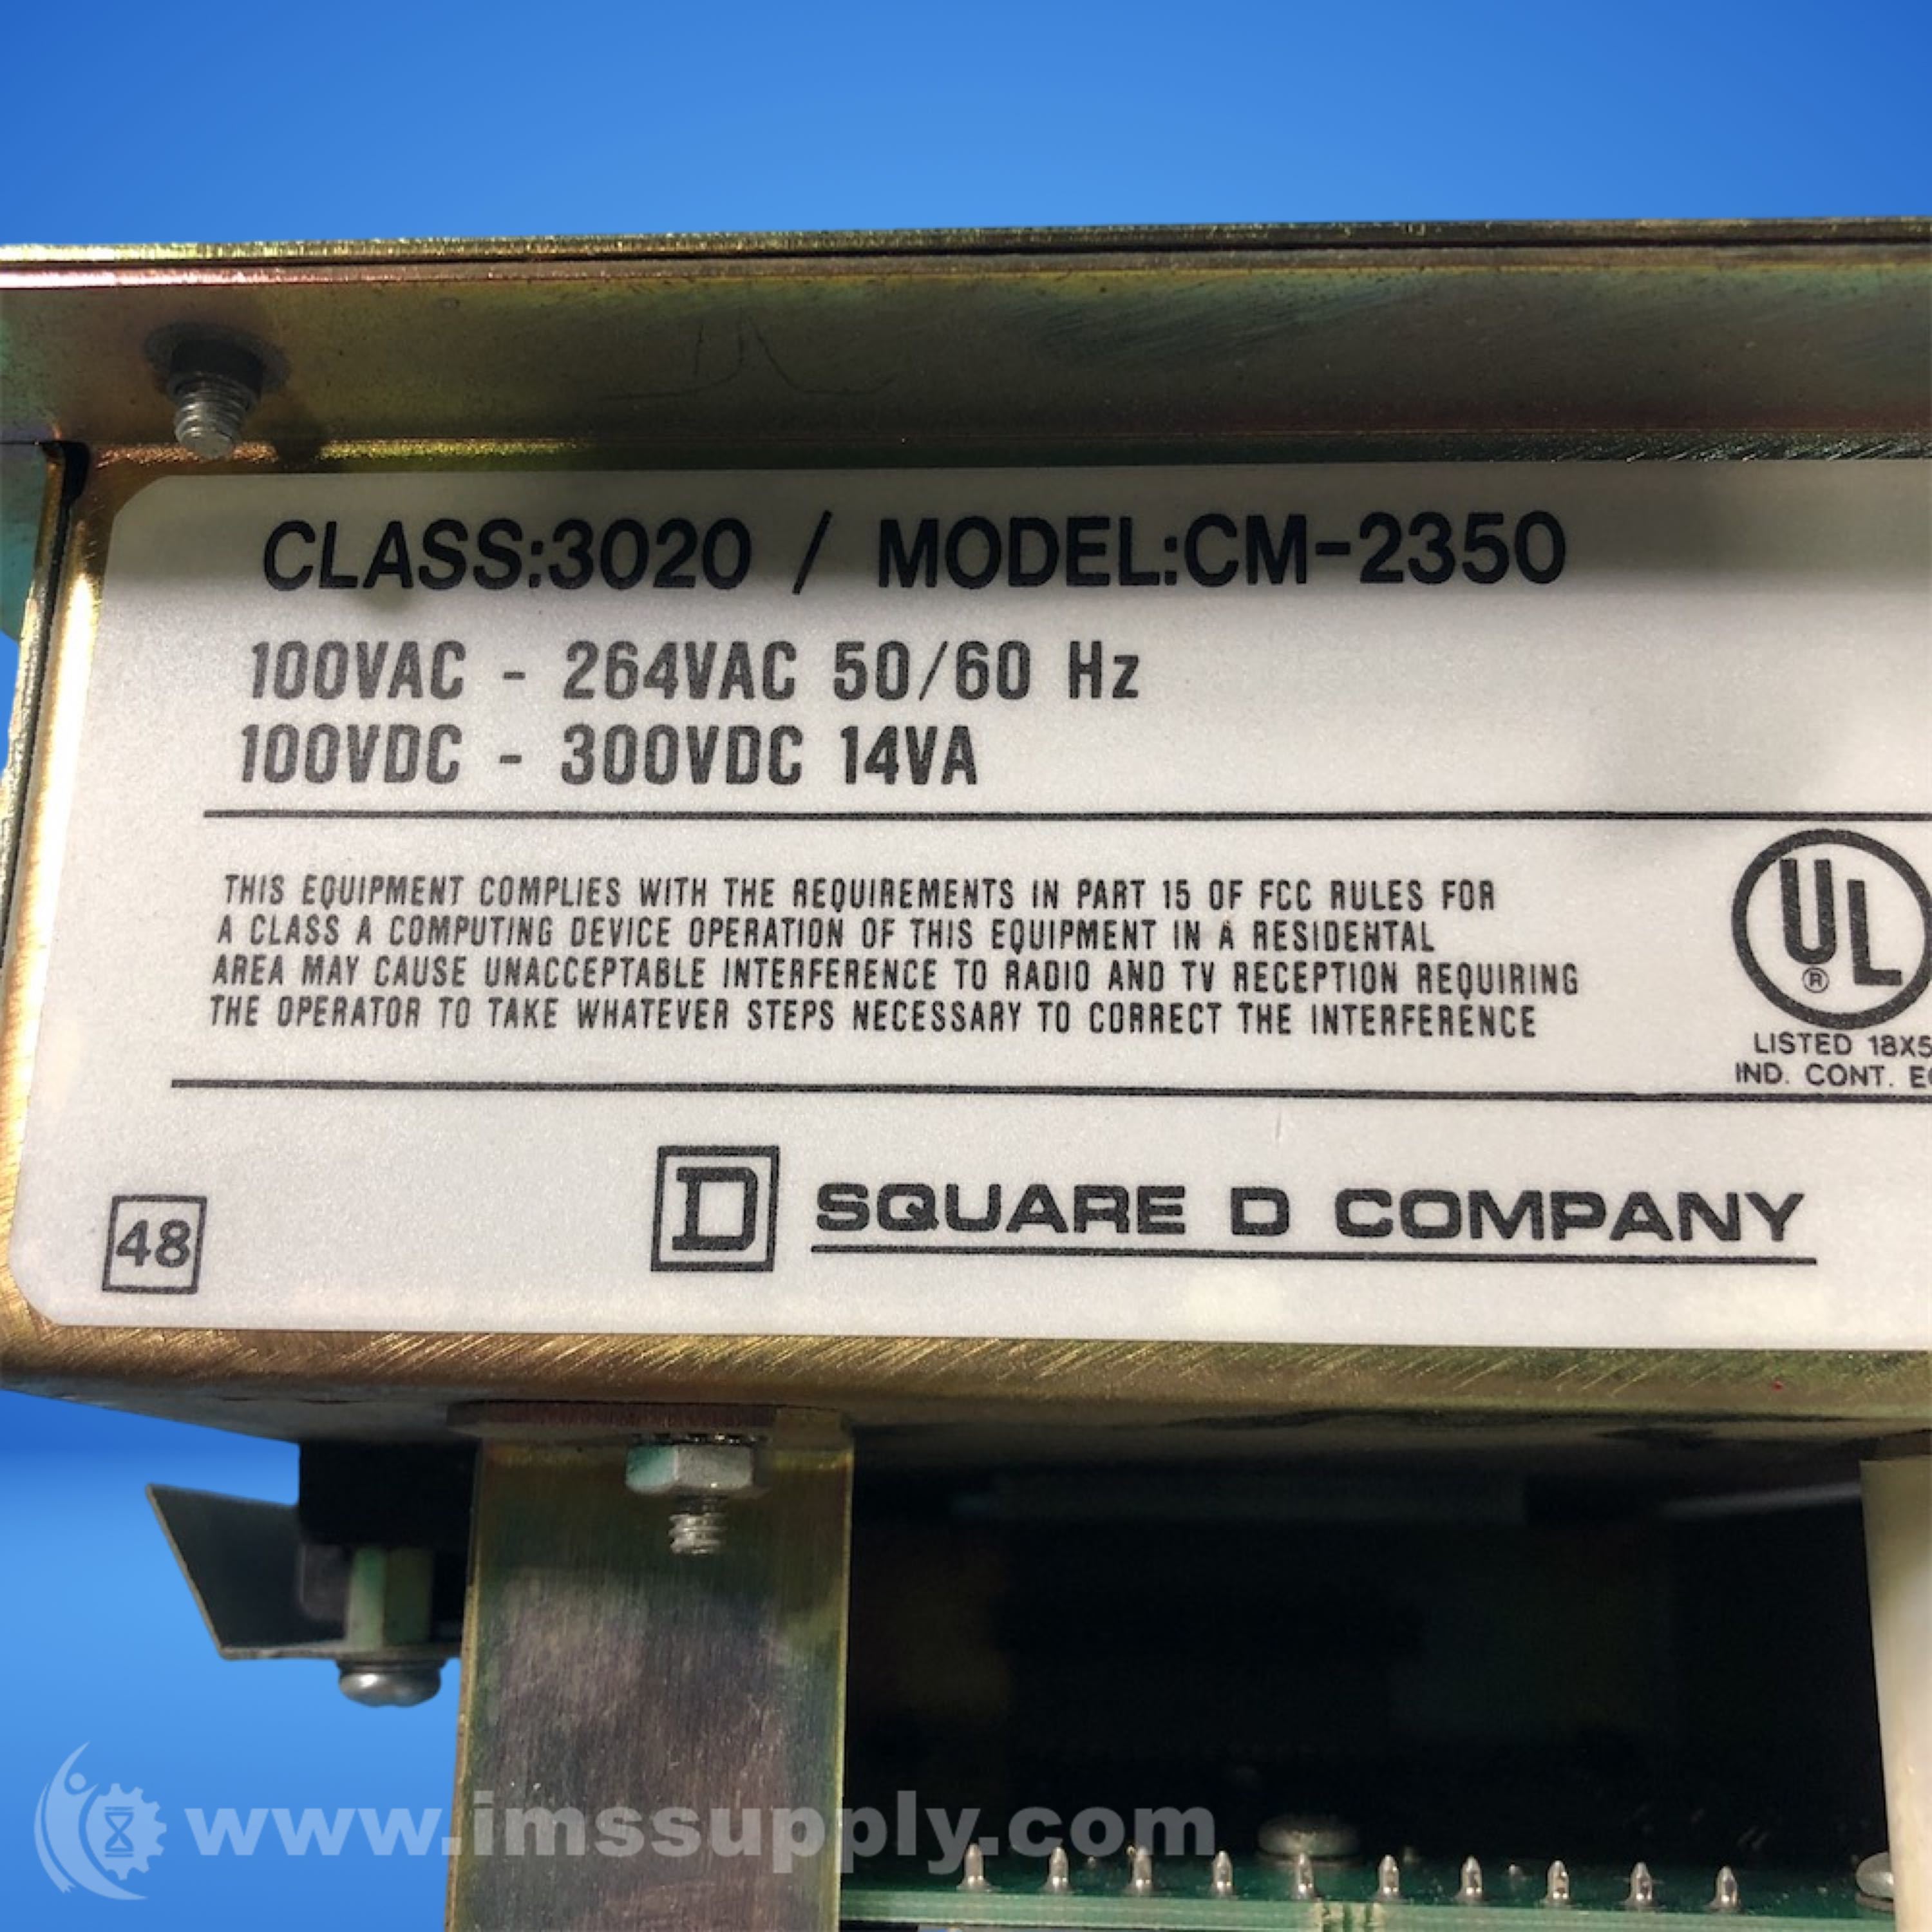 CLASS:3020 / MODEL:CM-2350
100VAC - 264VAC 50/60 Hz
100VDC - 300VDC 14VA
THIS EQUIPMENT COMPLIES WITH THE REQUIREMENTS IN PART 15 OF FCC RULES FOR
A CLASS A COMPUTING DEVICE OPERATION OF THIS EQUIPMENT IN A RESIDENTAL
AREA MAY CAUSE UNACCEPTABLE INTERFERENCE TO RADIO AND TV RECEPTION REQUIRING
THE OPERATOR TO TAKE WHATEVER STEPS NECESSARY TO CORRECT THE INTERFERENCE
UL
®
LISTED
IND. CONT.
48
D SQUARE D COMPANY
www.imssupply.com